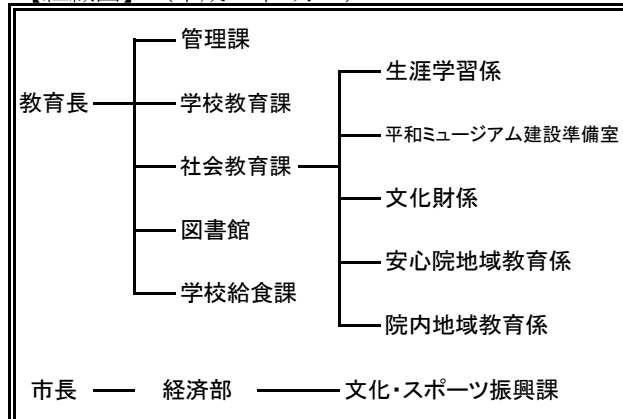 管理課
生涯学習係
教育長
学校教育課
平和ミュージアム建設準備室
社会教育課
文化財係
図書館
安心院地域教育係
学校給食課
院内地域教育係
市長 経済部 文化・スポーツ振興課